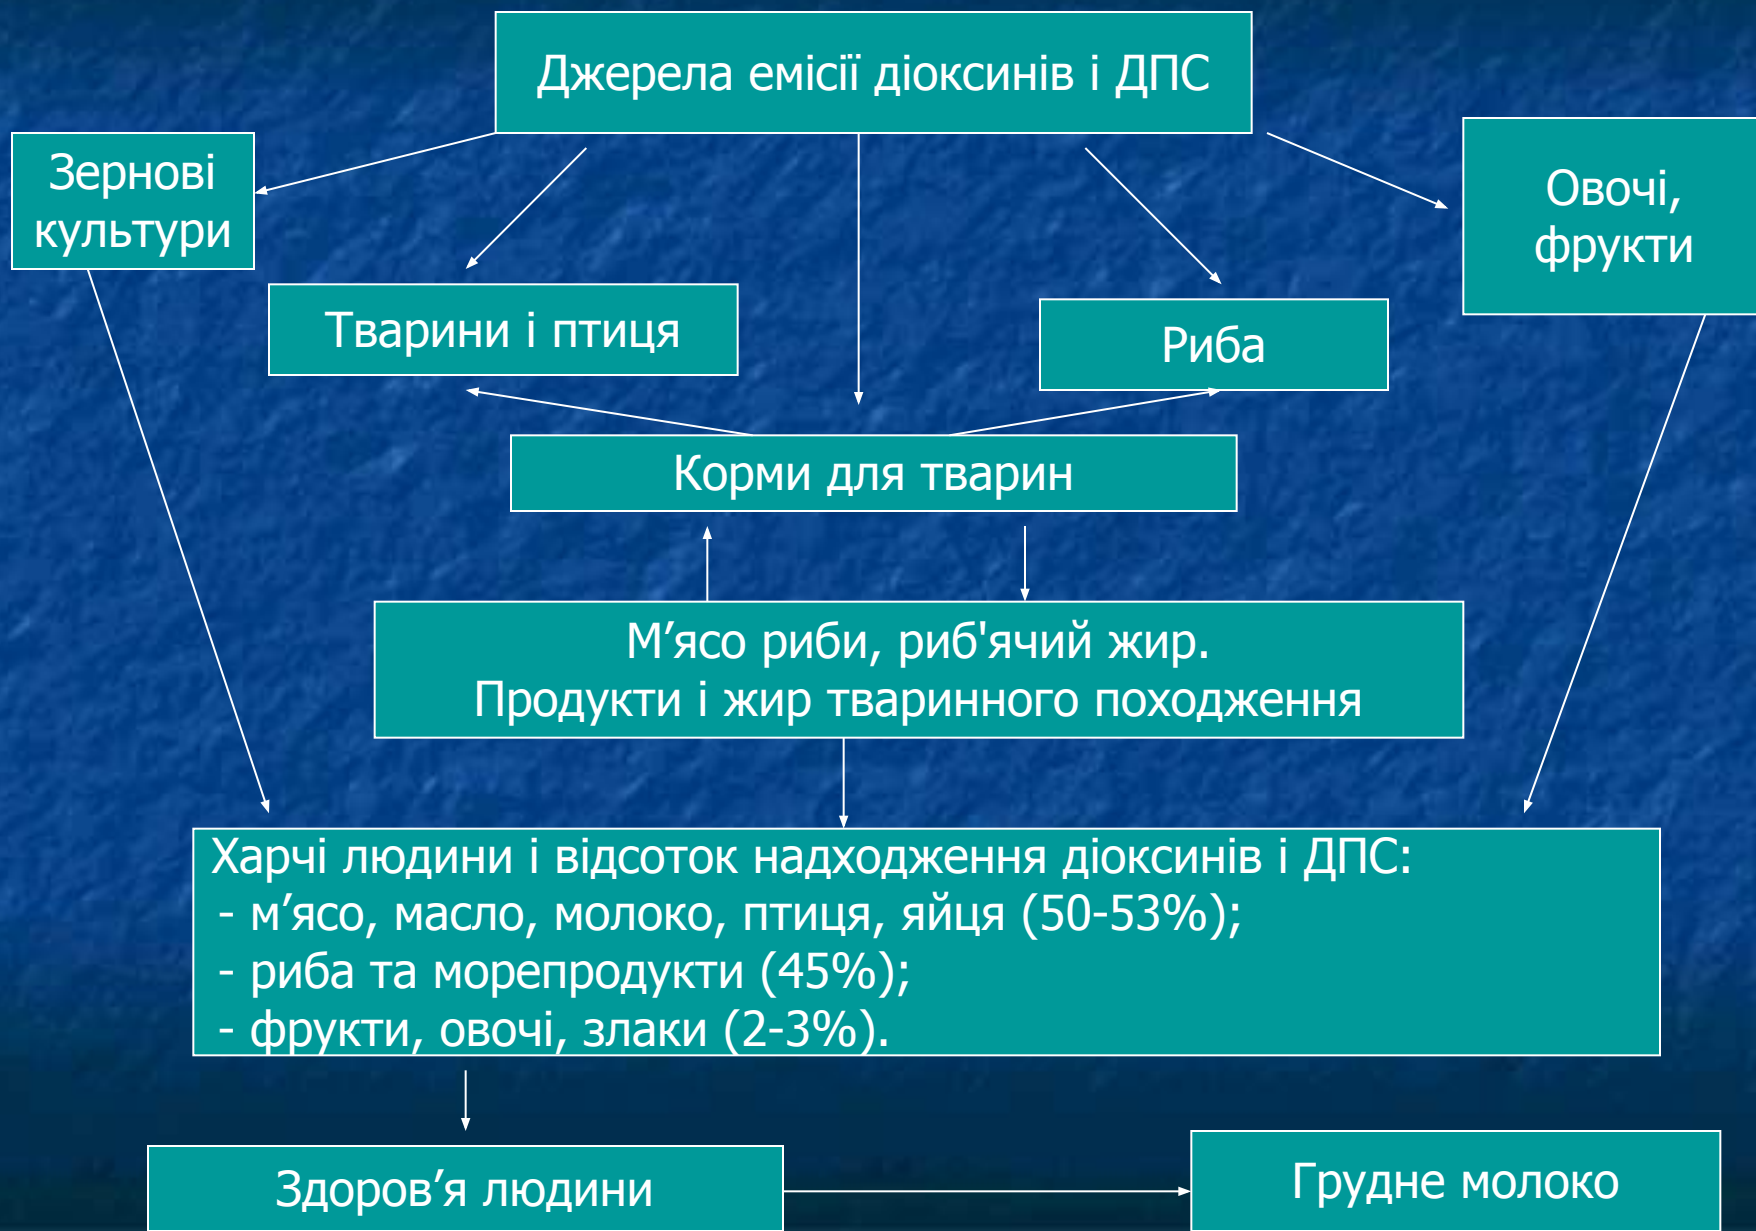 Джерела емісії діоксинів і ДПС
Зернові
культури
Овочі,
фрукти
Тварини і птиця
Риба
Корми для тварин
М’ясо риби, риб'ячий жир.
Продукти і жир тваринного походження
Харчі людини і відсоток надходження діоксинів і ДПС:
- м’ясо, масло, молоко, птиця, яйця (50-53%);
- риба та морепродукти (45%);
- фрукти, овочі, злаки (2-3%).
Здоров’я людини
Грудне молоко